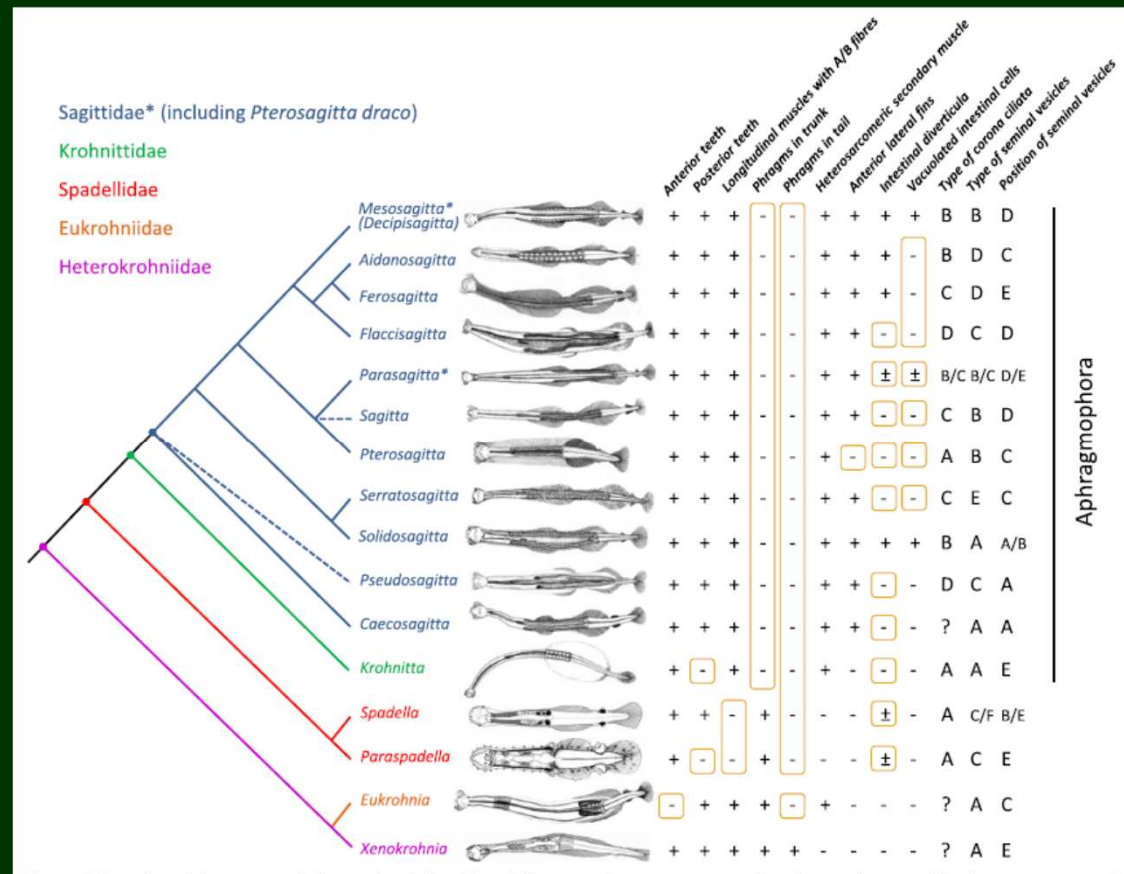 Sagittidae* (including Pterosagitta draco)
Krohnittidae
Spadellidae
Eukrohniidae
Heterokrohniidae
Anterior teeth
Posterior teeth
Longitudinal muscles with A/B fibres
Phragms in trunk
Phragms in tail
Heterosarcomeric secondary muscle
Anterior lateral fins
Intestinal diverticula
Vacuolated intestinal cells
Type of corona ciliata
Type of seminal vesicles
Position of seminal vesicles
Mesosagitta* + + + - - + + + + B B D
(Decipisagitta)
Aidanosagitta + + + - - + + + - B D C
Ferosagitta + + + - - + + + - C D E
Flaccisagitta + + + - - + + - - D C D
Parasagitta* + + + - - + + ± ± B/C B/C D/E
Sagitta + + + - - + + - - C B D
Pterosagitta + + + - - + - - - A B C
Serratosagitta + + + - - + + - - C E C
Solidosagitta + + + - - + + + + B A A/B
Pseudosagitta + + + - - + + - - D C A
Caecosagitta + + + - - + + - - ? A A
Krohnitta + - + - - + - - - A A E
Spadella + + - + - - - ± - A C/F B/E
Paraspadella + - - + - - - ± - A C E
Eukrohnia - + + + - + - - - ? A C
Xenokrohnia + + + + + - - - - ? A E
Aphragmophora